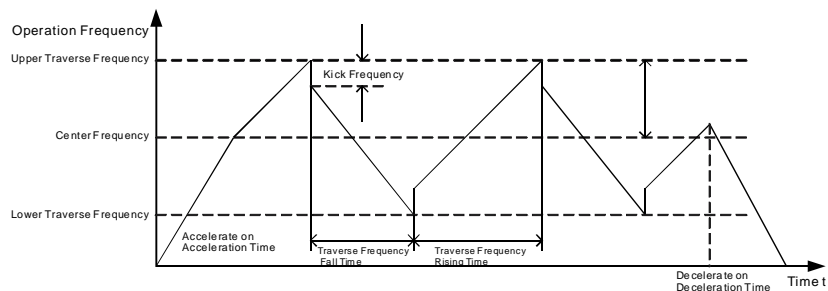 Operation Frequency
Upper Traverse Frequency
Kick Frequency
Center Frequency
Lower Traverse Frequency
Accelerate on
Acceleration Time
Traverse Frequency
Fall Time
Traverse Frequency
Rising Time
Decelerate on
Deceleration Time
Time t